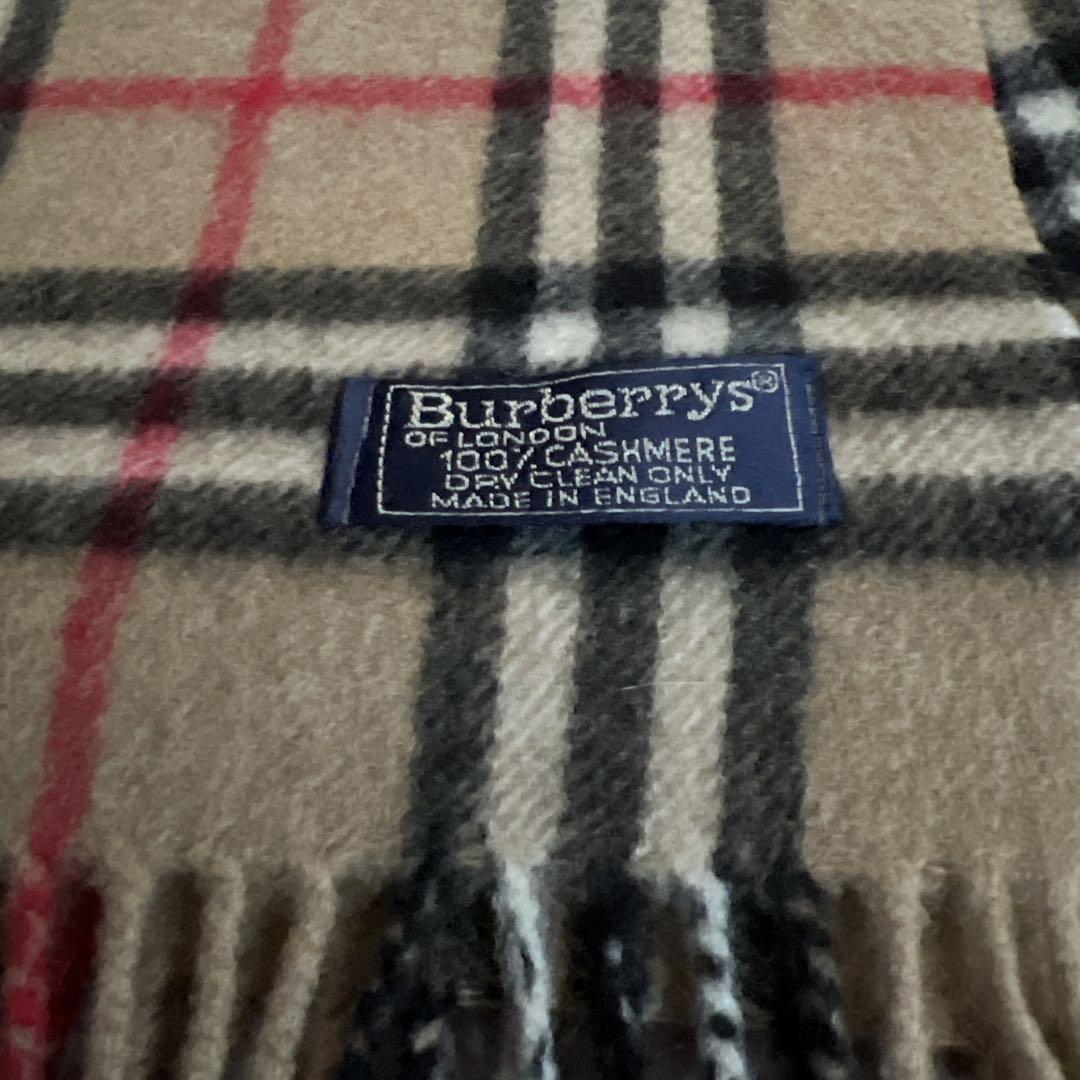 Burberrys®
OF LONDON
100% CASHMERE
DRY CLEAN ONLY
MADE IN ENGLAND